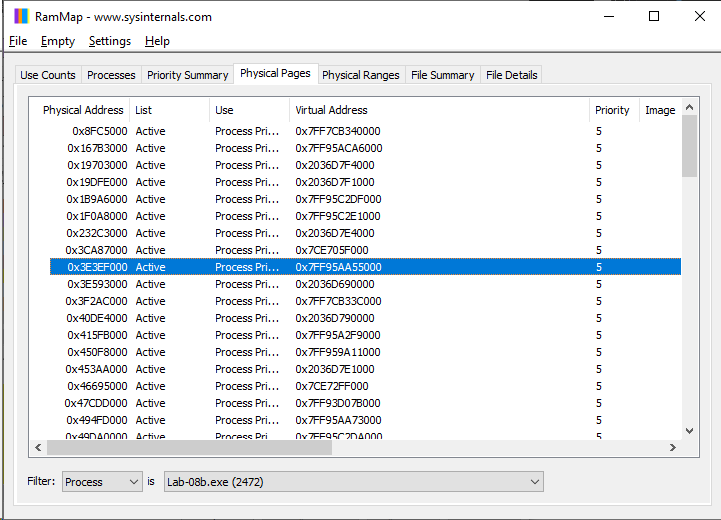 RamMap - www.sysinternals.com
File Empty Settings Help
Use Counts Processes Priority Summary Physical Pages Physical Ranges File Summary File Details
Physical Address List Use Virtual Address Priority Image
0x8FC5000 Active Process Pri... 0x7FF7CB340000 5
0x167B3000 Active Process Pri... 0x7FF95ACA6000 5
0x19703000 Active Process Pri... 0x2036D7F4000 5
0x19DFE000 Active Process Pri... 0x2036D7F1000 5
0x1B9A6000 Active Process Pri... 0x7FF95C2DF000 5
0x1F0A8000 Active Process Pri... 0x7FF95C2E1000 5
0x232C3000 Active Process Pri... 0x2036D7E4000 5
0x3CA87000 Active Process Pri... 0x7CE705F000 5
0x3E3EF000 Active Process Pri... 0x7FF95AA55000 5
0x3E593000 Active Process Pri... 0x2036D690000 5
0x3F2AC000 Active Process Pri... 0x7FF7CB33C000 5
0x40DE4000 Active Process Pri... 0x2036D790000 5
0x415FB000 Active Process Pri... 0x7FF95A2F9000 5
0x450F8000 Active Process Pri... 0x7FF959A11000 5
0x453AA000 Active Process Pri... 0x2036D7E1000 5
0x46695000 Active Process Pri... 0x7CE72FF000 5
0x47CDD000 Active Process Pri... 0x7FF93D07B000 5
0x494FD000 Active Process Pri... 0x7FF95AA73000 5
0x49DA0000 Active Process Pri... 0x7FF95C2DA000 5
Filter: Process is Lab-08b.exe (2472)